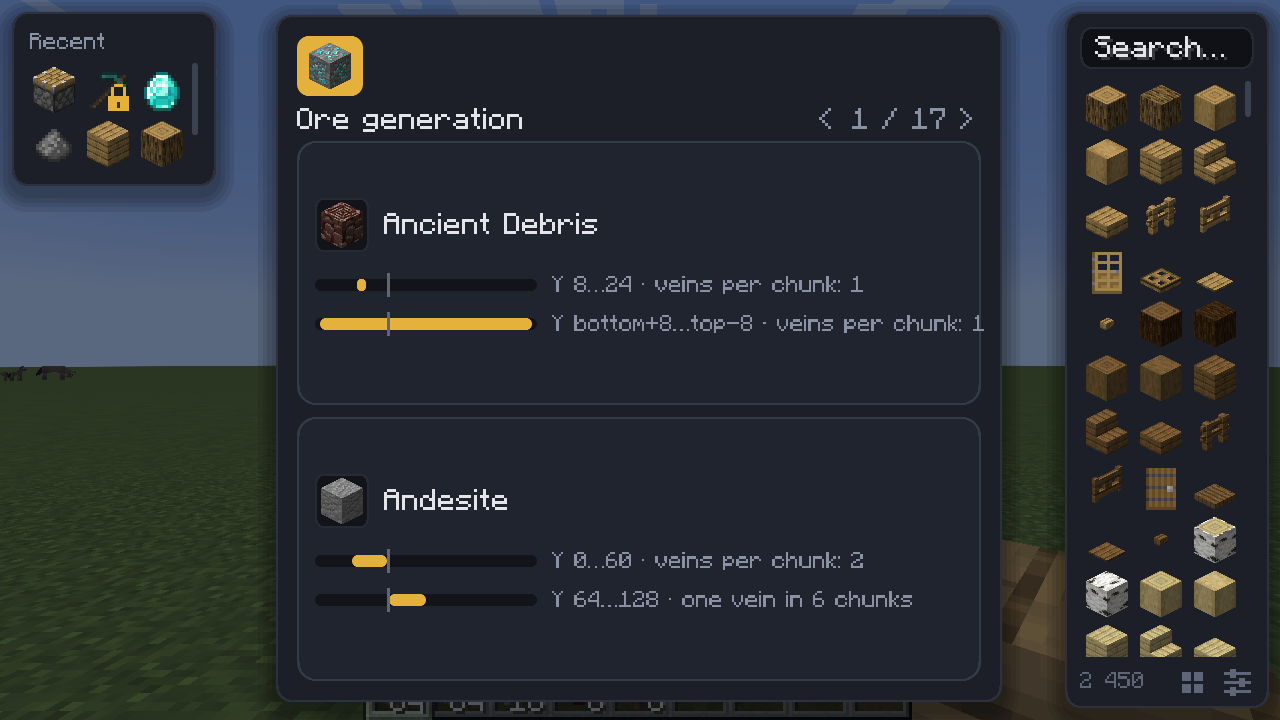 Recent
Search...
Ore generation
< 1 / 17 >
Ancient Debris
Y 8...24 · veins per chunk: 1
Y bottom+8...top-8 · veins per chunk: 1
Andesite
Y 0...60 · veins per chunk: 2
Y 64...128 · one vein in 6 chunks
2 450